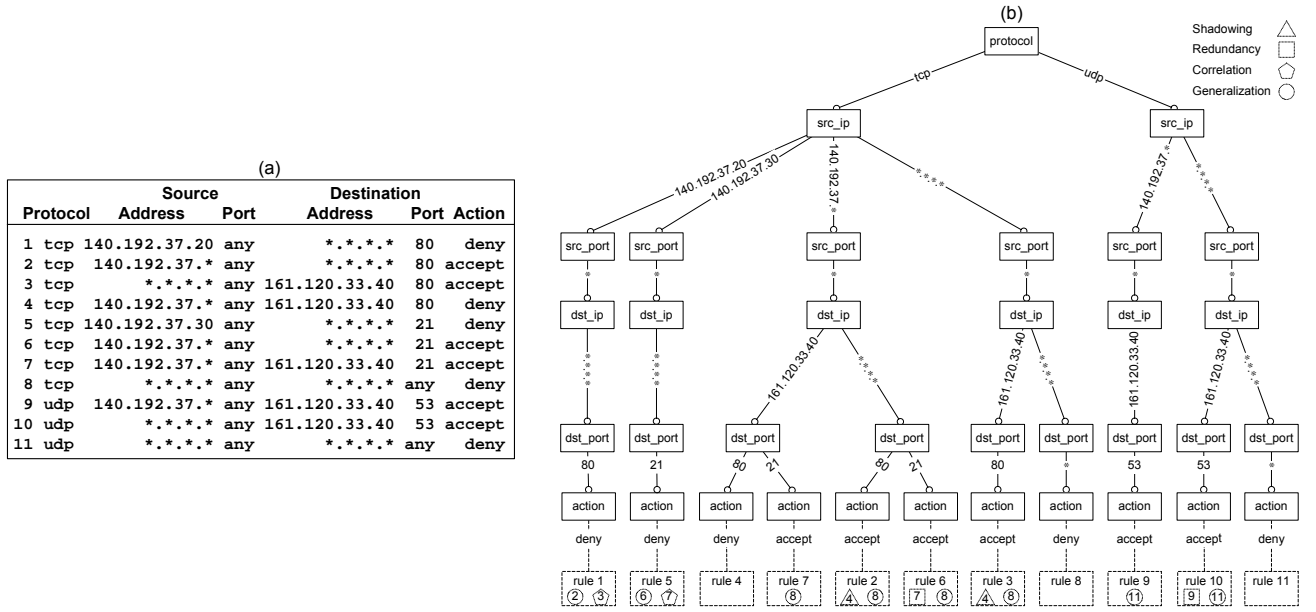 (a)
Source Destination
Protocol Address Port Address Port Action
1 tcp 140.192.37.20 any *.*.*.* 80 deny
2 tcp 140.192.37.* any *.*.*.* 80 accept
3 tcp *.*.*.* any 161.120.33.40 80 accept
4 tcp 140.192.37.* any 161.120.33.40 80 deny
5 tcp 140.192.37.30 any *.*.*.* 21 deny
6 tcp 140.192.37.* any *.*.*.* 21 accept
7 tcp 140.192.37.* any 161.120.33.40 21 accept
8 tcp *.*.*.* any *.*.*.* any deny
9 udp 140.192.37.* any 161.120.33.40 53 accept
10 udp *.*.*.* any 161.120.33.40 53 accept
11 udp *.*.*.* any *.*.*.* any deny
(b)
Shadowing
Redundancy
Correlation
Generalization
protocol
tcp udp
src_ip src_ip
140.192.37.20 140.192.37.30 140.192.37.* *.*.*.* 140.192.37.* *.*.*.*
src_port src_port src_port src_port src_port src_port
* * * * * *
dst_ip dst_ip dst_ip dst_ip dst_ip dst_ip
*.*.*.* *.*.*.* 161.120.33.40 *.*.*.* 161.120.33.40 *.*.*.* 161.120.33.40 161.120.33.40 *.*.*.*
dst_port dst_port dst_port dst_port dst_port dst_port dst_port dst_port dst_port
80 21 80 21 80 21 80 * 53 53 *
action action action action action action action action action action action
deny deny deny accept accept accept accept deny accept accept deny
rule 1 rule 5 rule 4 rule 7 rule 2 rule 6 rule 3 rule 8 rule 9 rule 10 rule 11
2 3 6 7 8 4 8 7 8 4 8 11 9 11